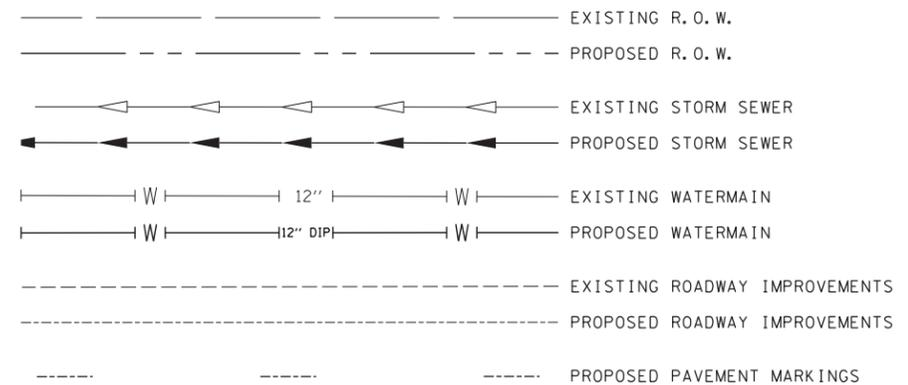 EXISTING R.O.W.
PROPOSED R.O.W.
EXISTING STORM SEWER
PROPOSED STORM SEWER
W 12'' W EXISTING WATERMAIN
W 12'' DIP W PROPOSED WATERMAIN
EXISTING ROADWAY IMPROVEMENTS
PROPOSED ROADWAY IMPROVEMENTS
PROPOSED PAVEMENT MARKINGS